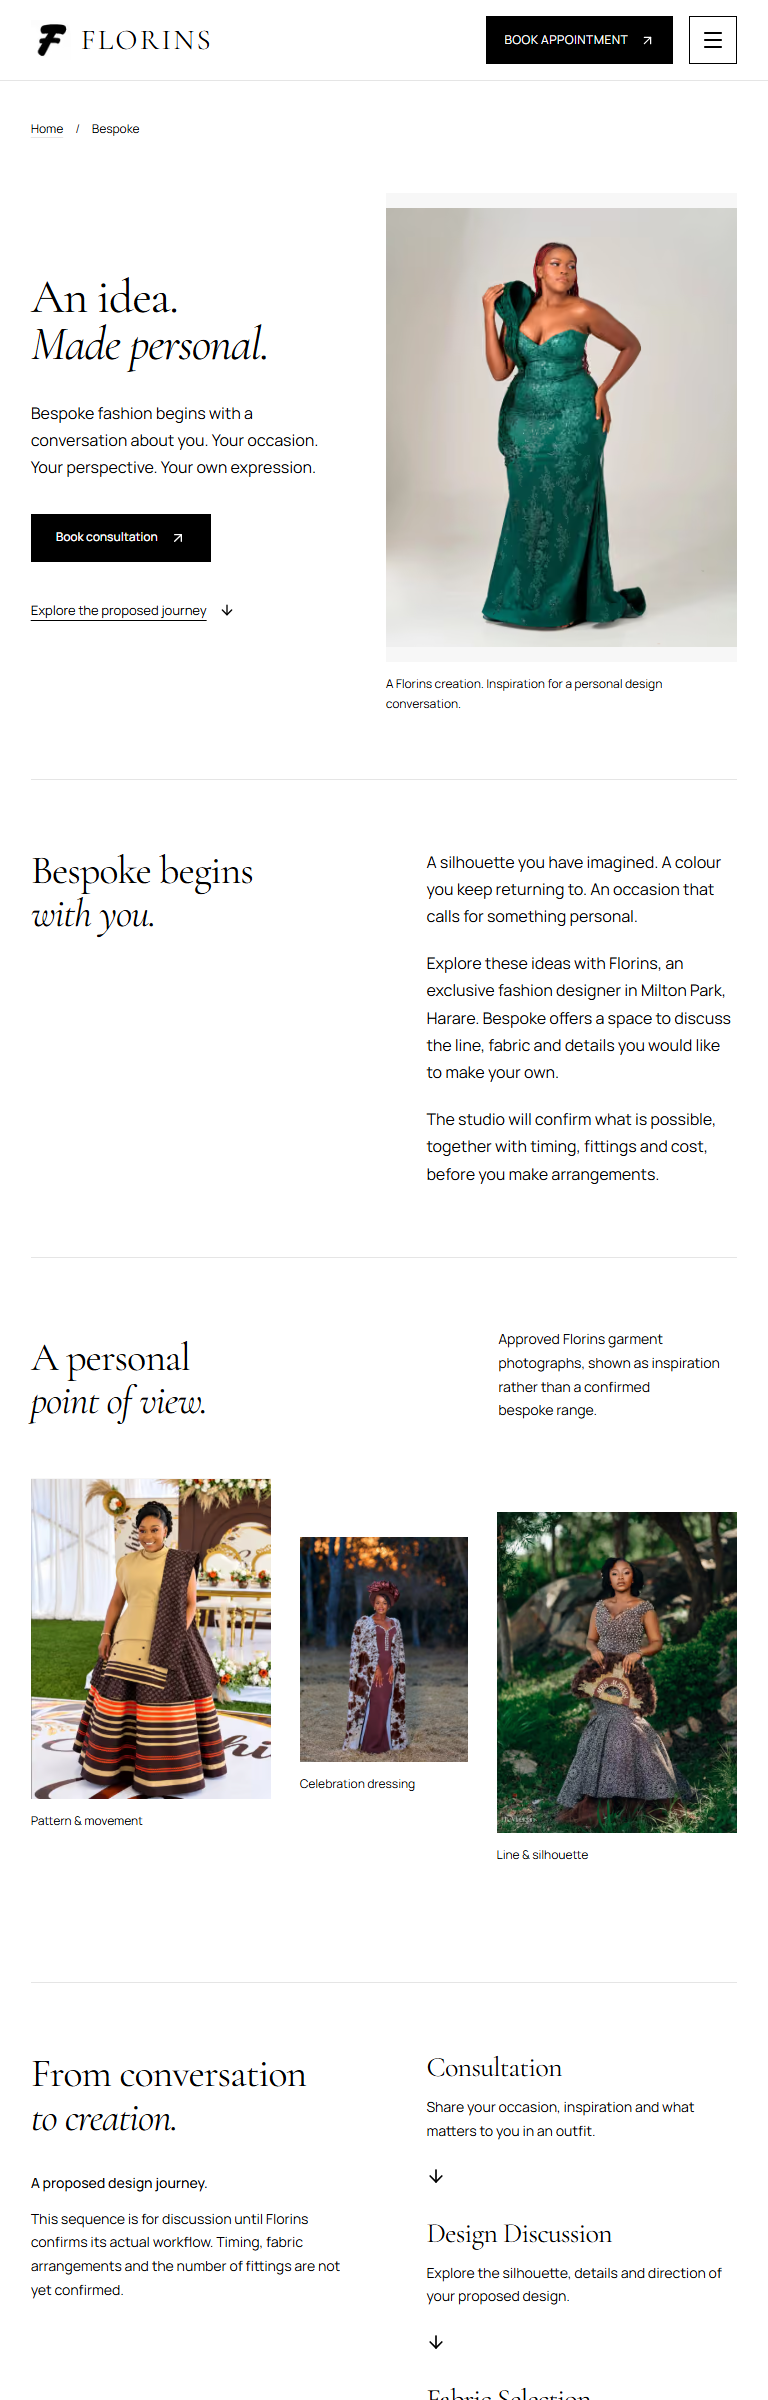 FLORINS
BOOK APPOINTMENT
Home / Bespoke
An idea.
Made personal.
Bespoke fashion begins with a
conversation about you. Your occasion.
Your perspective. Your own expression.
Book consultation
Explore the proposed journey
A Florins creation. Inspiration for a personal design
conversation.
Bespoke begins
with you.
A silhouette you have imagined. A colour
you keep returning to. An occasion that
calls for something personal.
Explore these ideas with Florins, an
exclusive fashion designer in Milton Park,
Harare. Bespoke offers a space to discuss
the line, fabric and details you would like
to make your own.
The studio will confirm what is possible,
together with timing, fittings and cost,
before you make arrangements.
A personal
point of view.
Approved Florins garment
photographs, shown as inspiration
rather than a confirmed
bespoke range.
Pattern & movement
Celebration dressing
Line & silhouette
From conversation
to creation.
A proposed design journey.
This sequence is for discussion until Florins
confirms its actual workflow. Timing, fabric
arrangements and the number of fittings are not
yet confirmed.
Consultation
Share your occasion, inspiration and what
matters to you in an outfit.
Design Discussion
Explore the silhouette, details and direction of
your proposed design.
Fabric Selection